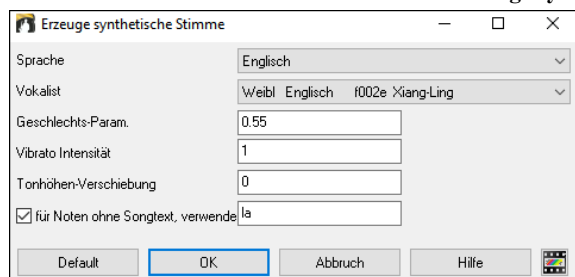 Erzeuge synthetische Stimme
Sprache Englisch
Vokalist Weibl Englisch f002e Xiang-Ling
Geschlechts-Param. 0.55
Vibrato Intensität 1
Tonhöhen-Verschiebung 0
für Noten ohne Songtext, verwende la
Default OK Abbruch Hilfe